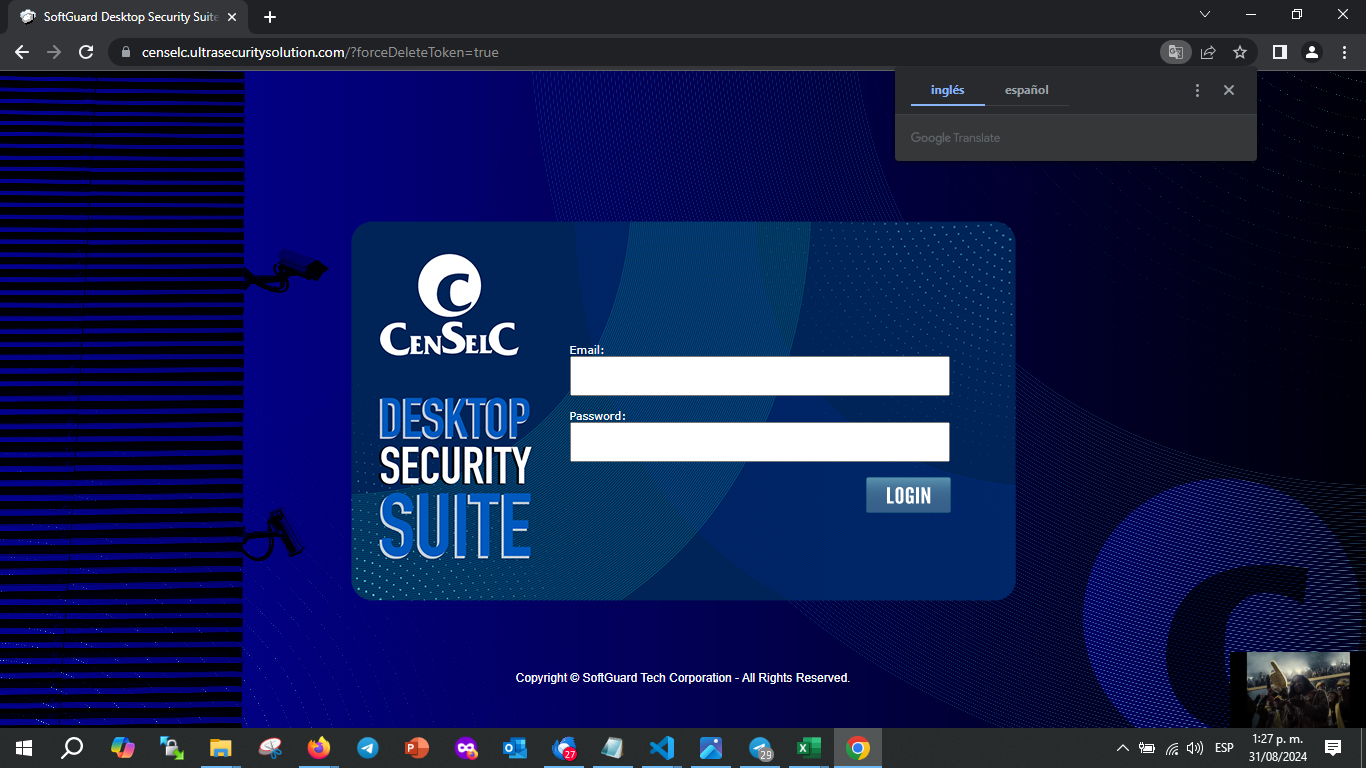 SoftGuard Desktop Security Suite
censelc.ultrasecuritysolution.com/?forceDeleteToken=true
inglés
español
Google Translate
C
CENSELC
DESKTOP
SECURITY
SUITE
Email:
Password:
LOGIN
Copyright © SoftGuard Tech Corporation - All Rights Reserved.
27
29
ESP
1:27 p. m.
31/08/2024